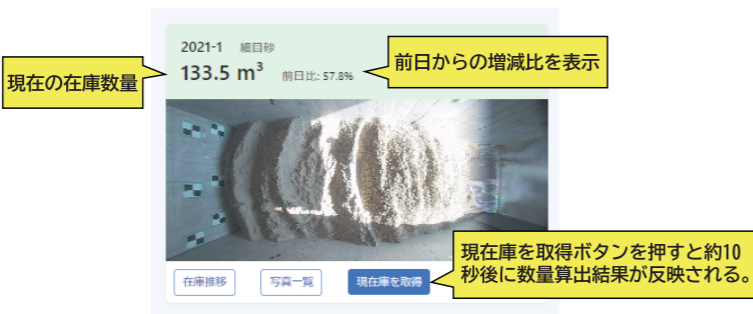 2021-1 細目砂
133.5 m³ 前日比: 57.8%
現在の在庫数量
前日からの増減比を表示
現在庫を取得ボタンを押すと約10
秒後に数量算出結果が反映される。
在庫推移 写真一覧 現在庫を取得